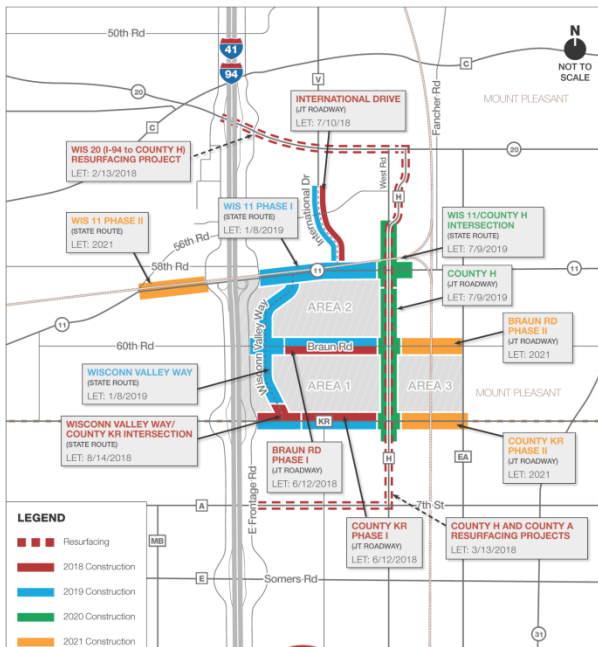 50th Rd
41
94
N
NOT TO
SCALE
V
C
20
C
Fancher Rd
MOUNT PLEASANT
INTERNATIONAL DRIVE
(JT ROADWAY)
LET: 7/10/18
WIS 20 (I-94 to COUNTY H)
RESURFACING PROJECT
LET: 2/13/2018
20
West Rd
H
International Dr
WIS 11 PHASE II
(STATE ROUTE)
LET: 2021
WIS 11 PHASE I
(STATE ROUTE)
LET: 1/8/2019
WIS 11/COUNTY H
INTERSECTION
(STATE ROUTE)
LET: 7/9/2019
56th Rd
58th Rd
11
11
COUNTY H
(JT ROADWAY)
LET: 7/9/2019
AREA 2
11
Wisconn Valley Way
BRAUN RD
PHASE II
(JT ROADWAY)
LET: 2021
60th Rd
Braun Rd
WISCONN VALLEY WAY
(STATE ROUTE)
LET: 1/8/2019
AREA 1
AREA 3
MOUNT PLEASANT
WISCONN VALLEY WAY/
COUNTY KR INTERSECTION
(STATE ROUTE)
LET: 8/14/2018
KR
BRAUN RD
PHASE I
(JT ROADWAY)
LET: 6/12/2018
COUNTY KR
PHASE II
(JT ROADWAY)
LET: 2021
H
EA
E Frontage Rd
A
7th St
LEGEND
Resurfacing
2018 Construction
2019 Construction
2020 Construction
2021 Construction
MB
COUNTY KR
PHASE I
(JT ROADWAY)
LET: 6/12/2018
COUNTY H AND COUNTY A
RESURFACING PROJECTS
LET: 3/13/2018
E
Somers Rd
31